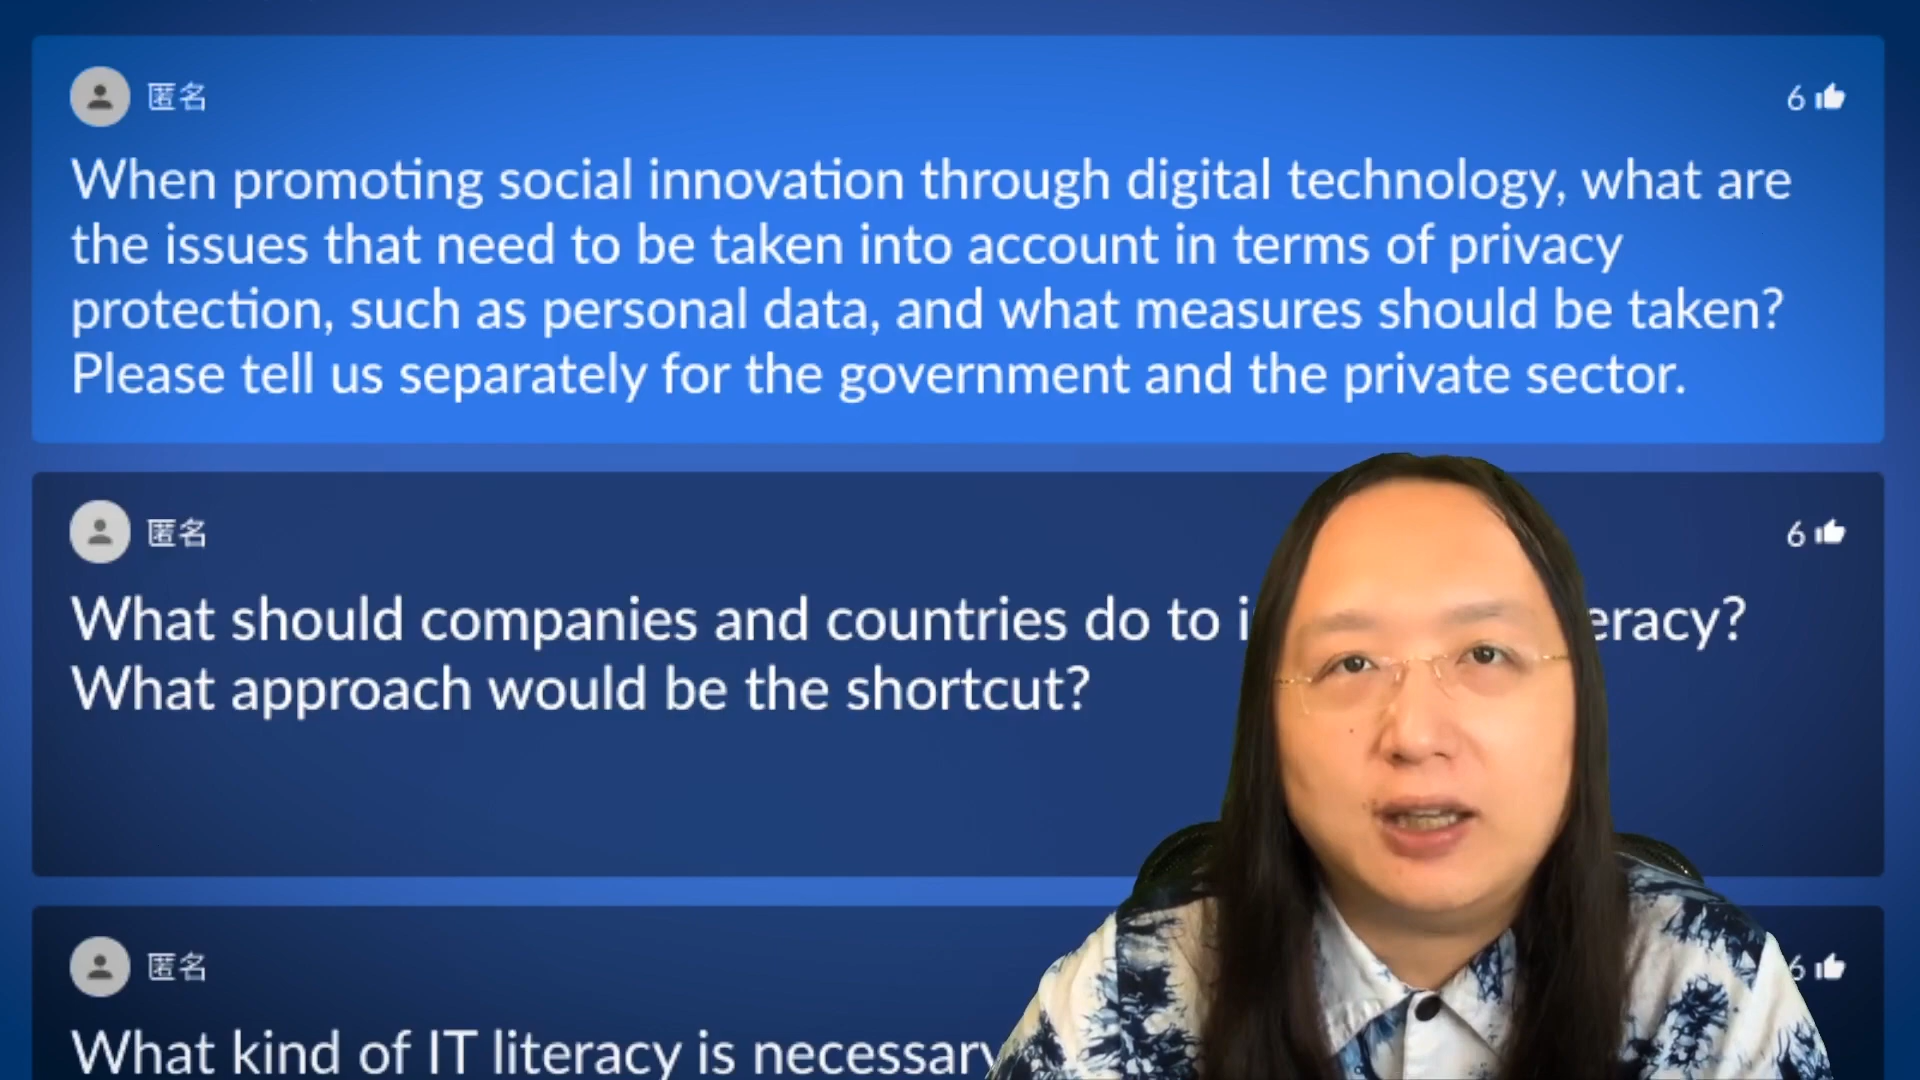 匿名
6
When promoting social innovation through digital technology, what are
the issues that need to be taken into account in terms of privacy
protection, such as personal data, and what measures should be taken?
Please tell us separately for the government and the private sector.
匿名
6
What should companies and countries do to
What approach would be the shortcut?
匿名
6
What kind of IT literacy is necessary